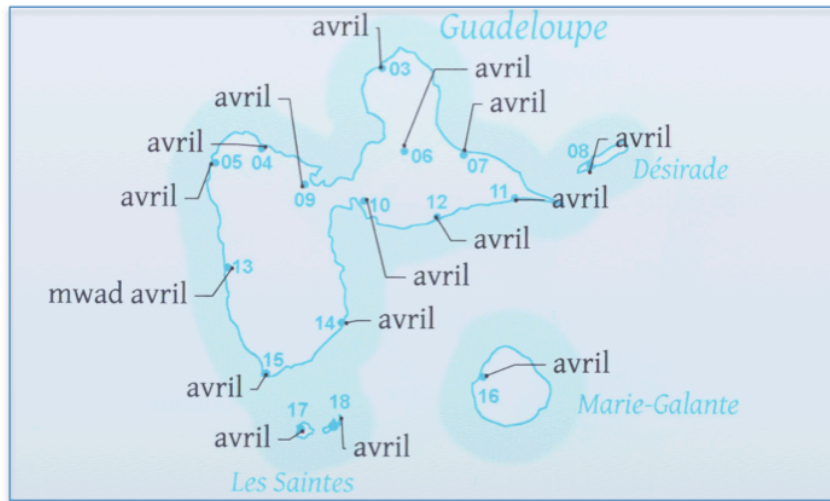 avril
Guadeloupe
03
avril
avril
avril
06
07
avril
04
05
avril
09
08
avril
Désirade
10
12
11
avril
avril
avril
13
mwad avril
14
avril
15
avril
16
avril
Marie-Galante
17
18
avril
avril
Les Saintes